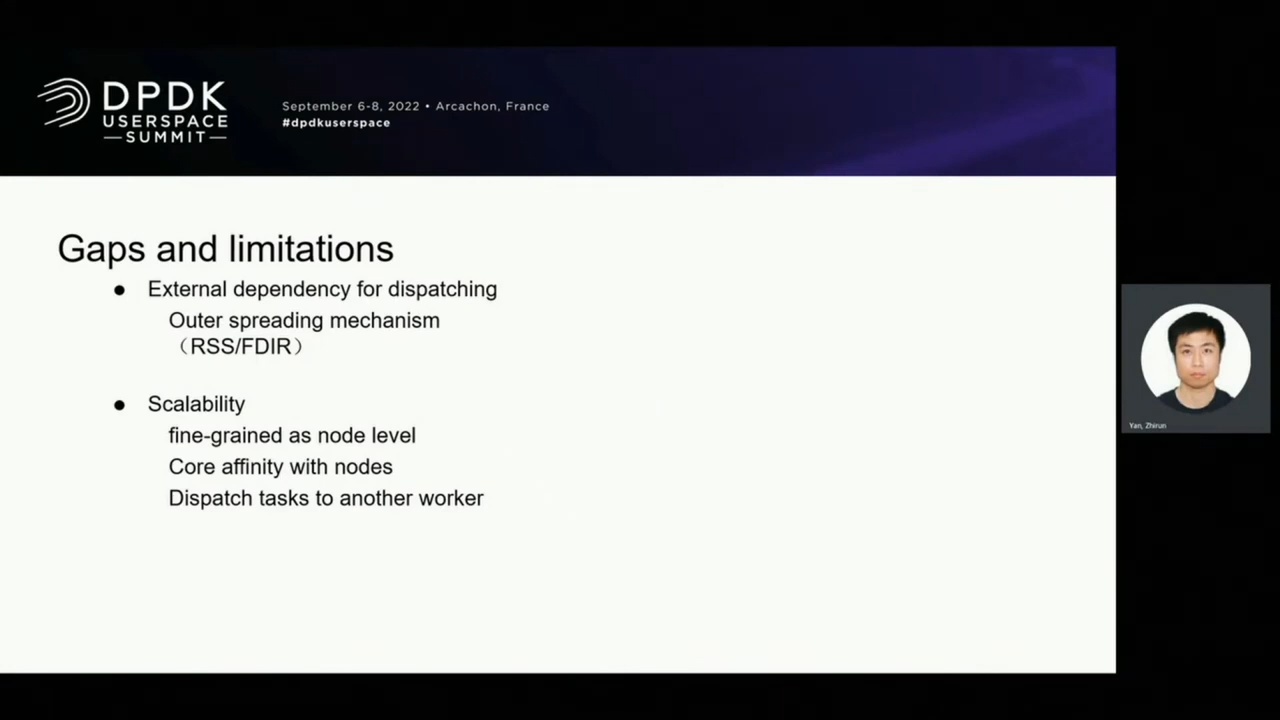 DPDK
USERSPACE
SUMMIT
September 6-8, 2022 • Arcachon, France
#dpdkuserspace
Gaps and limitations
● External dependency for dispatching
Outer spreading mechanism
（RSS/FDIR）
● Scalability
fine-grained as node level
Core affinity with nodes
Dispatch tasks to another worker
Yan, Zhirun